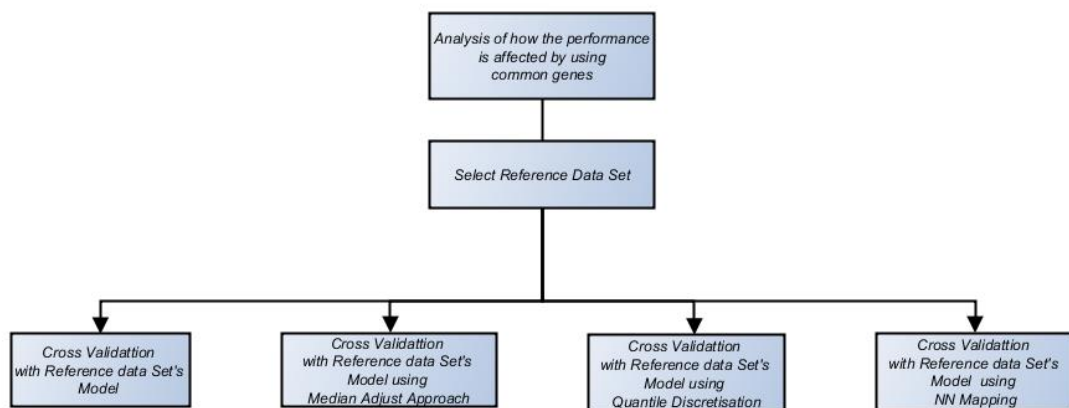 Analysis of how the performance
is affected by using
common genes
Select Reference Data Set
Cross Validattion
with Reference data Set's
Model
Cross Validattion
with Reference data Set's
Model using
Median Adjust Approach
Cross Validattion
with Reference data Set's
Model using
Quantile Discretisation
Cross Validattion
with Reference data Set's
Model using
NN Mapping